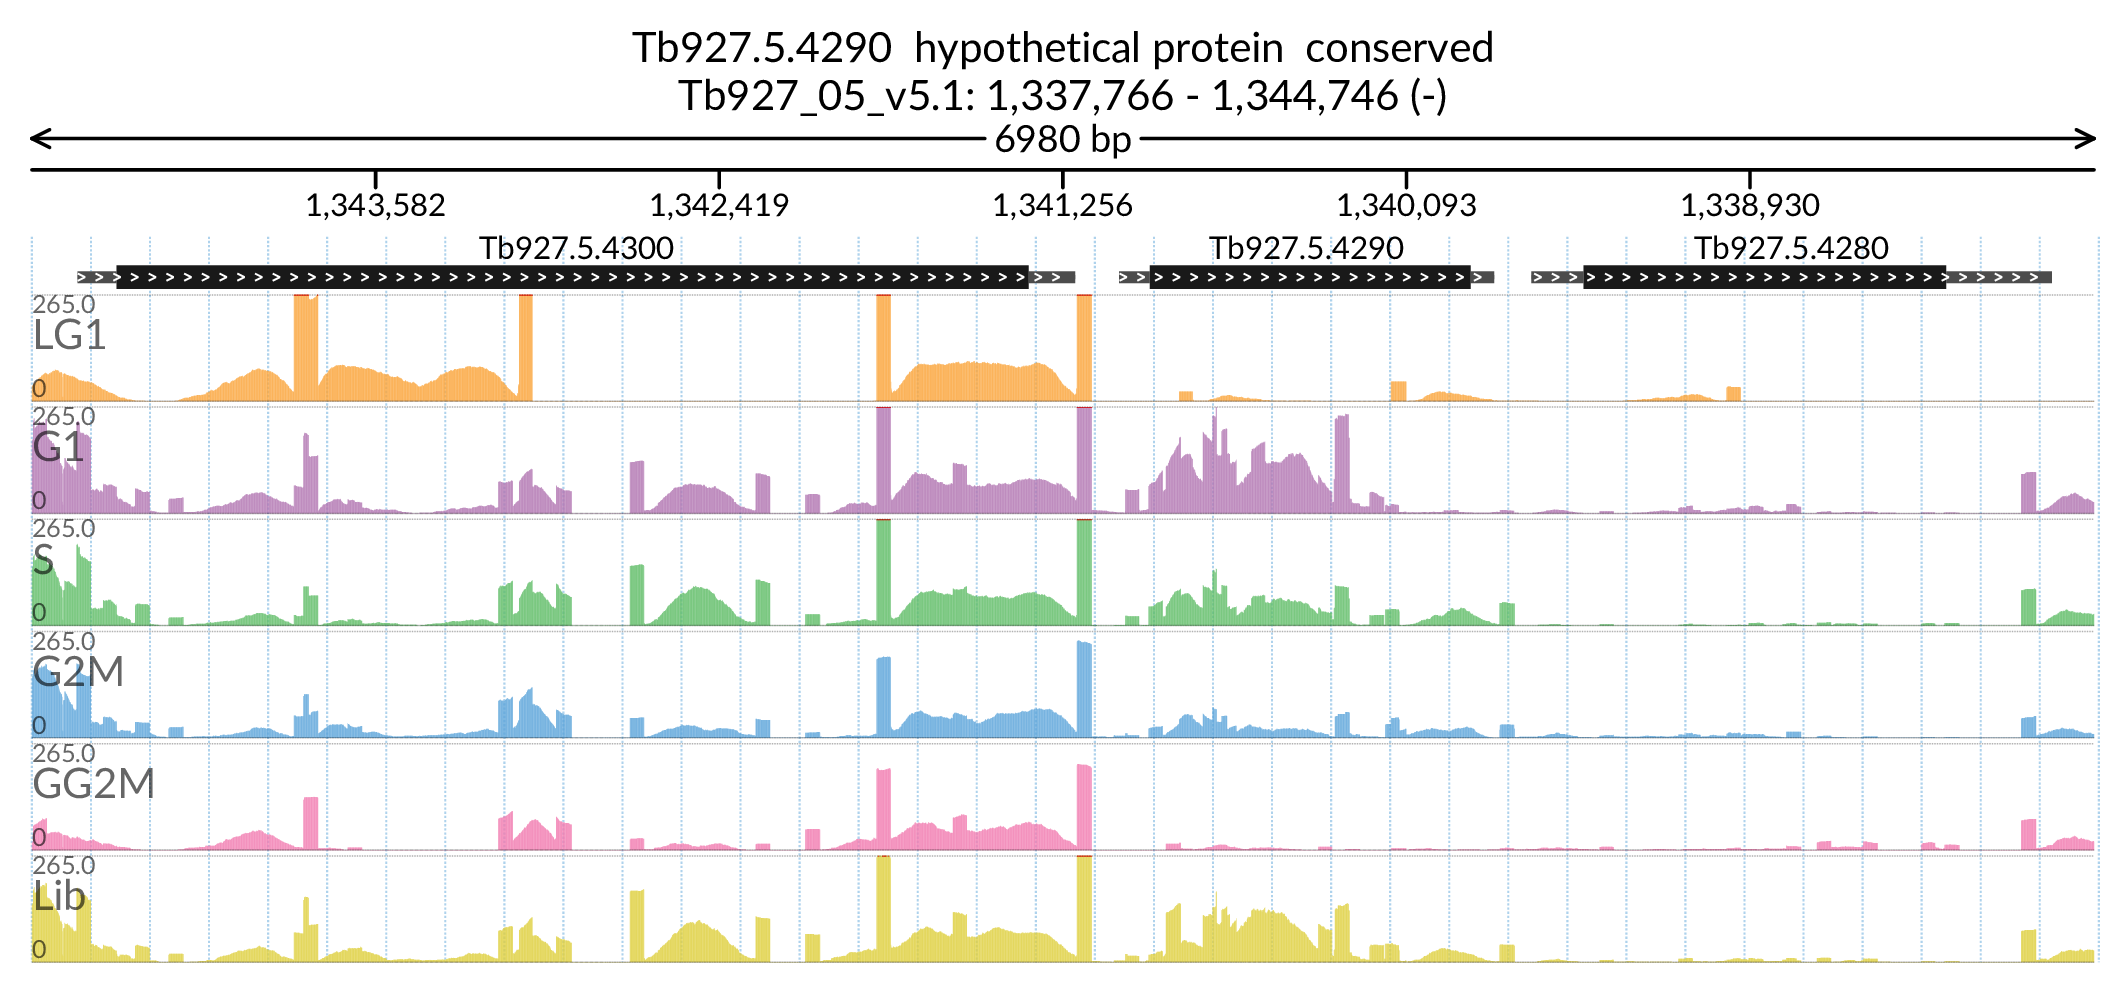 Tb927.5.4290  hypothetical protein  conserved
Tb927_05_v5.1: 1,337,766 - 1,344,746 (-)
6980 bp
1,343,582 1,342,419 1,341,256 1,340,093 1,338,930
Tb927.5.4300 Tb927.5.4290 Tb927.5.4280
265.0
LG1
0
265.0
G1
0
265.0
S
0
265.0
G2M
0
265.0
GG2M
0
265.0
Lib
0